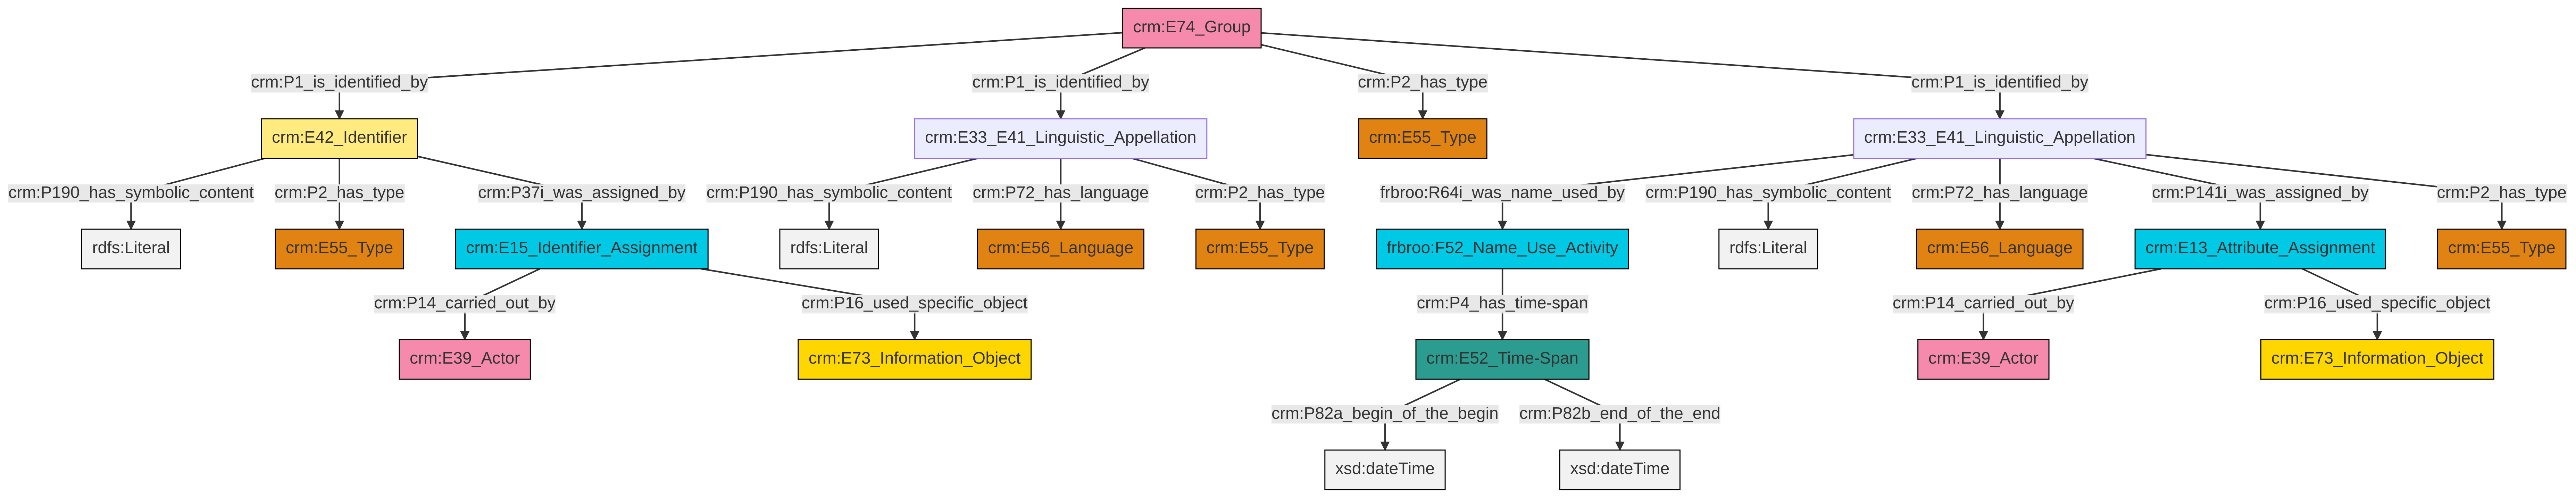 crm:E74_Group
crm:P1_is_identified_by crm:P1_is_identified_by crm:P2_has_type crm:P1_is_identified_by
crm:E42_Identifier crm:E33_E41_Linguistic_Appellation crm:E55_Type crm:E33_E41_Linguistic_Appellation
crm:P190_has_symbolic_content crm:P2_has_type crm:P37i_was_assigned_by crm:P190_has_symbolic_content crm:P72_has_language crm:P2_has_type frbroo:R64i_was_name_used_by crm:P190_has_symbolic_content crm:P72_has_language crm:P141i_was_assigned_by crm:P2_has_type
rdfs:Literal crm:E55_Type crm:E15_Identifier_Assignment rdfs:Literal crm:E56_Language crm:E55_Type frbroo:F52_Name_Use_Activity rdfs:Literal crm:E56_Language crm:E13_Attribute_Assignment crm:E55_Type
crm:P14_carried_out_by crm:P16_used_specific_object crm:P4_has_time-span crm:P14_carried_out_by crm:P16_used_specific_object
crm:E39_Actor crm:E73_Information_Object crm:E52_Time-Span crm:E39_Actor crm:E73_Information_Object
crm:P82a_begin_of_the_begin crm:P82b_end_of_the_end
xsd:dateTime xsd:dateTime